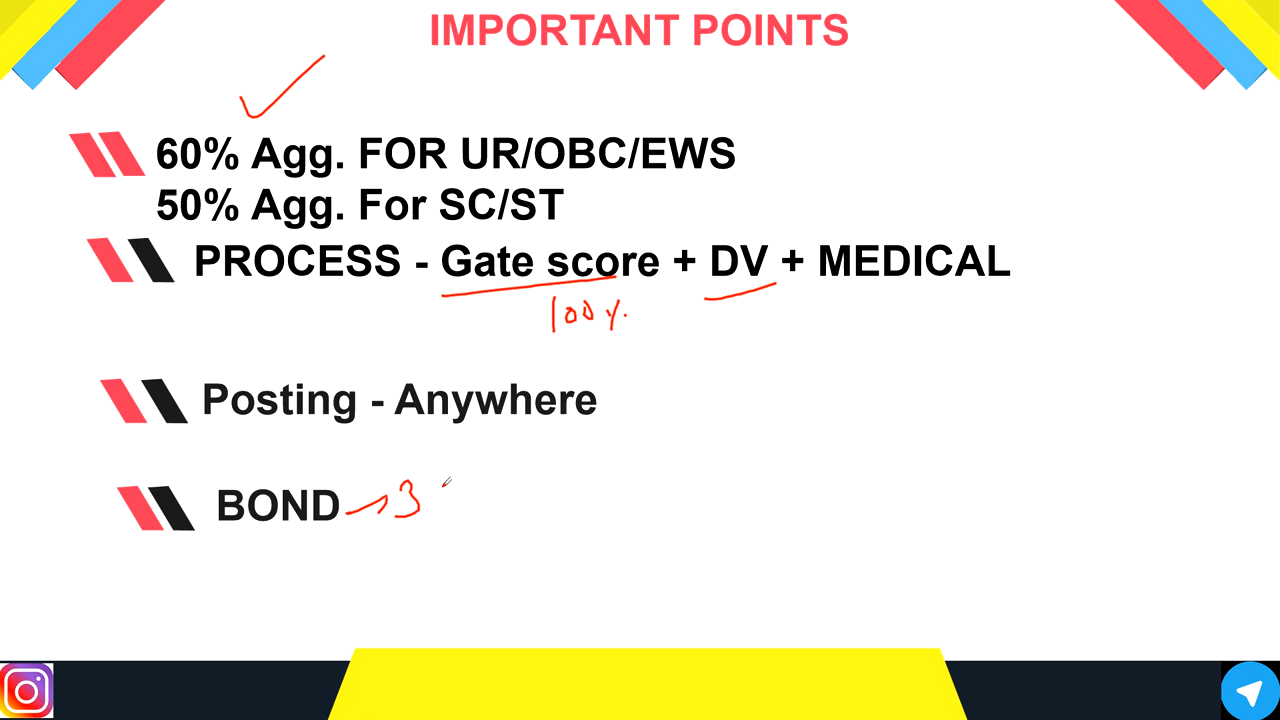 IMPORTANT POINTS
60% Agg. FOR UR/OBC/EWS
50% Agg. For SC/ST
PROCESS - Gate score + DV + MEDICAL
100%.
Posting - Anywhere
BOND 3